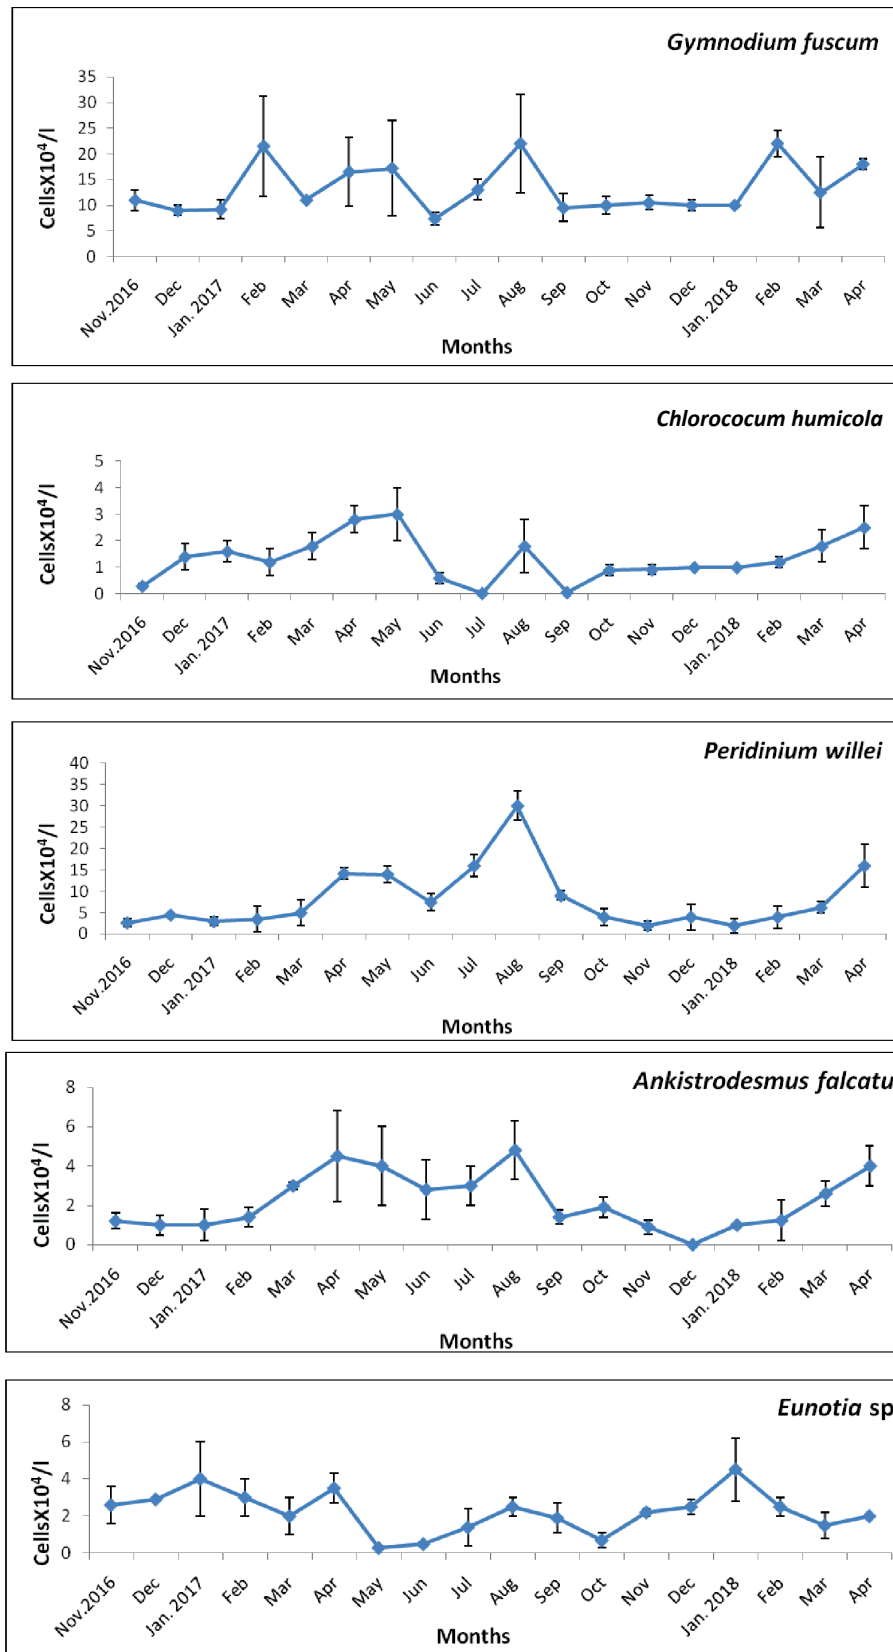 Gymnodium fuscum
35
30
25
20
15
10
5
0
CellsX10⁴/l
Nov.2016 Dec Jan. 2017 Feb Mar Apr May Jun Jul Aug Sep Oct Nov Dec Jan. 2018 Feb Mar Apr
Months
Chlorococum humicola
5
4
3
2
1
0
CellsX10⁴/l
Nov.2016 Dec Jan. 2017 Feb Mar Apr May Jun Jul Aug Sep Oct Nov Dec Jan. 2018 Feb Mar Apr
Months
Peridinium willei
40
35
30
25
20
15
10
5
0
CellsX10⁴/l
Nov.2016 Dec Jan. 2017 Feb Mar Apr May Jun Jul Aug Sep Oct Nov Dec Jan. 2018 Feb Mar Apr
Months
Ankistrodesmus falcatu
8
6
4
2
0
CellsX10⁴/l
Nov.2016 Dec Jan. 2017 Feb Mar Apr May Jun Jul Aug Sep Oct Nov Dec Jan. 2018 Feb Mar Apr
Months
Eunotia sp
8
6
4
2
0
CellsX10⁴/l
Nov.2016 Dec Jan. 2017 Feb Mar Apr May Jun Jul Aug Sep Oct Nov Dec Jan. 2018 Feb Mar Apr
Months